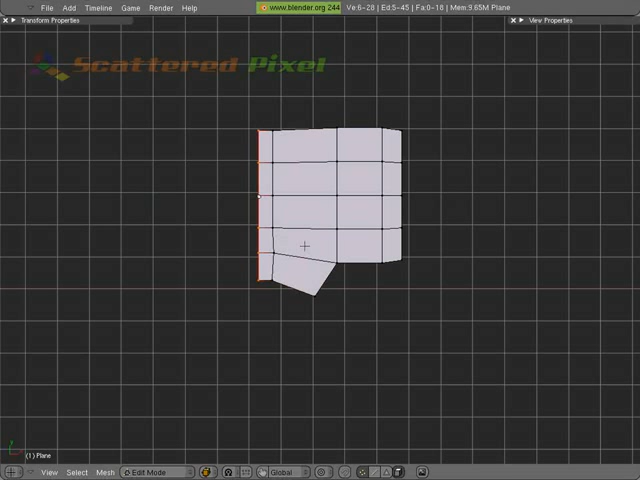 File Add Timeline Game Render Help www.blender.org 244 Ve:6-28 | Ed:5-45 | Fa:0-18 | Mem:9.65M Plane
Transform Properties View Properties
Scattered Pixel
(1) Plane
View Select Mesh Edit Mode Global